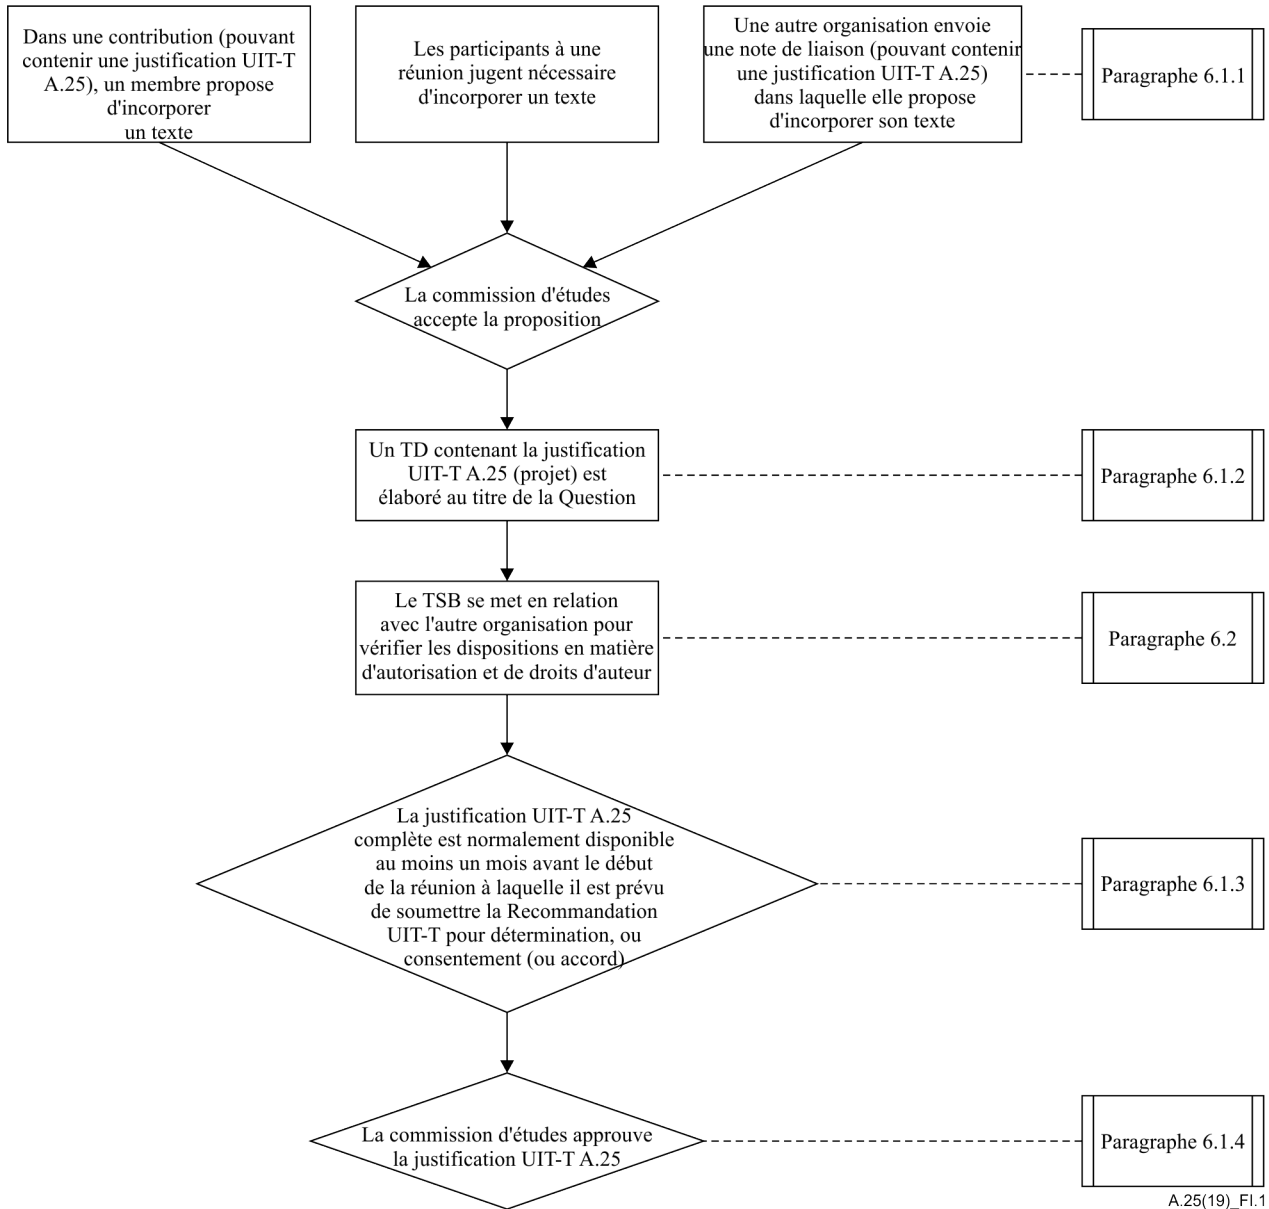 Dans une contribution (pouvant
contenir une justification UIT-T
A.25), un membre propose
d'incorporer
un texte
Les participants à une
réunion jugent nécessaire
d'incorporer un texte
Une autre organisation envoie
une note de liaison (pouvant contenir
une justification UIT-T A.25)
dans laquelle elle propose
d'incorporer son texte
Paragraphe 6.1.1
La commission d'études
accepte la proposition
Un TD contenant la justification
UIT-T A.25 (projet) est
élaboré au titre de la Question
Paragraphe 6.1.2
Le TSB se met en relation
avec l'autre organisation pour
vérifier les dispositions en matière
d'autorisation et de droits d'auteur
Paragraphe 6.2
La justification UIT-T A.25
complète est normalement disponible
au moins un mois avant le début
de la réunion à laquelle il est prévu
de soumettre la Recommandation
UIT-T pour détermination, ou
consentement (ou accord)
Paragraphe 6.1.3
La commission d'études approuve
la justification UIT-T A.25
Paragraphe 6.1.4
A.25(19)_FI.1